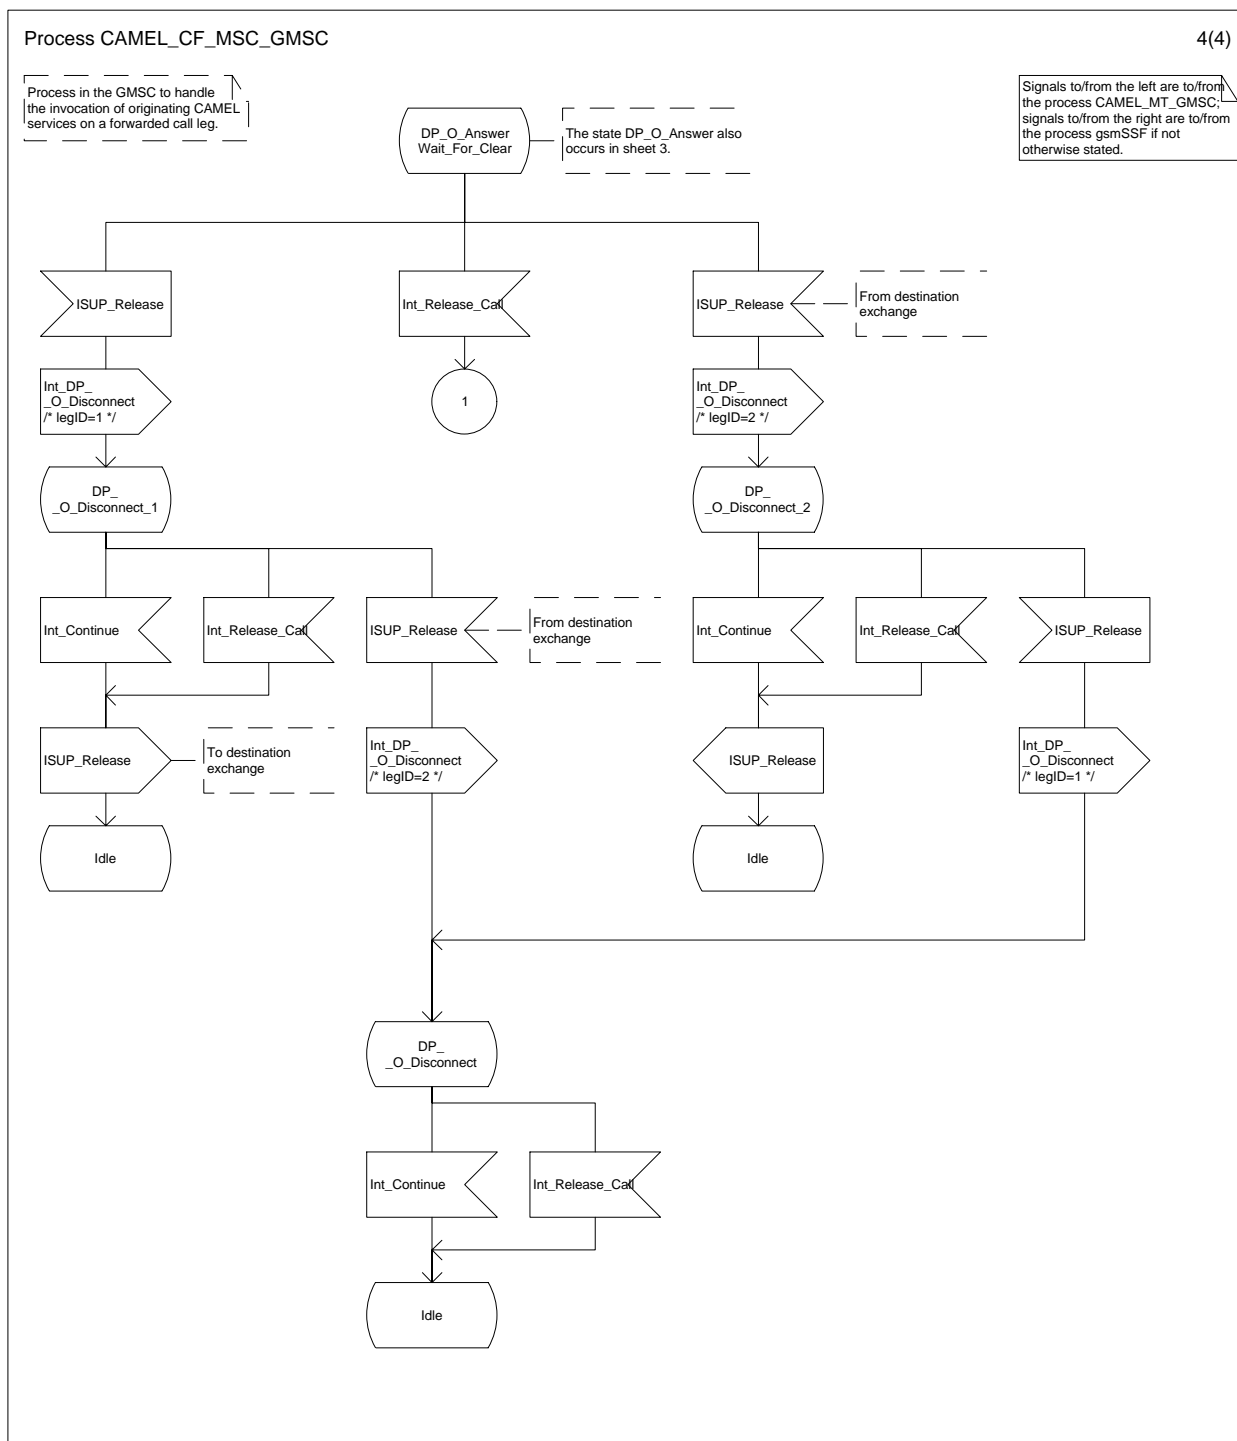 Process CAMEL_CF_MSC_GMSC
4(4)
Process in the GMSC to handle
the invocation of originating CAMEL
services on a forwarded call leg.
Signals to/from the left are to/from
the process CAMEL_MT_GMSC;
signals to/from the right are to/from
the process gsmSSF if not
otherwise stated.
DP_O_Answer
Wait_For_Clear
The state DP_O_Answer also
occurs in sheet 3.
ISUP_Release
Int_Release_Call
ISUP_Release
From destination
exchange
Int_DP_
_O_Disconnect
/* legID=1 */
1
Int_DP_
_O_Disconnect
/* legID=2 */
DP_
_O_Disconnect_1
DP_
_O_Disconnect_2
Int_Continue
Int_Release_Call
ISUP_Release
From destination
exchange
Int_Continue
Int_Release_Call
ISUP_Release
ISUP_Release
To destination
exchange
Int_DP_
_O_Disconnect
/* legID=2 */
ISUP_Release
Int_DP_
_O_Disconnect
/* legID=1 */
Idle
Idle
DP_
_O_Disconnect
Int_Continue
Int_Release_Call
Idle